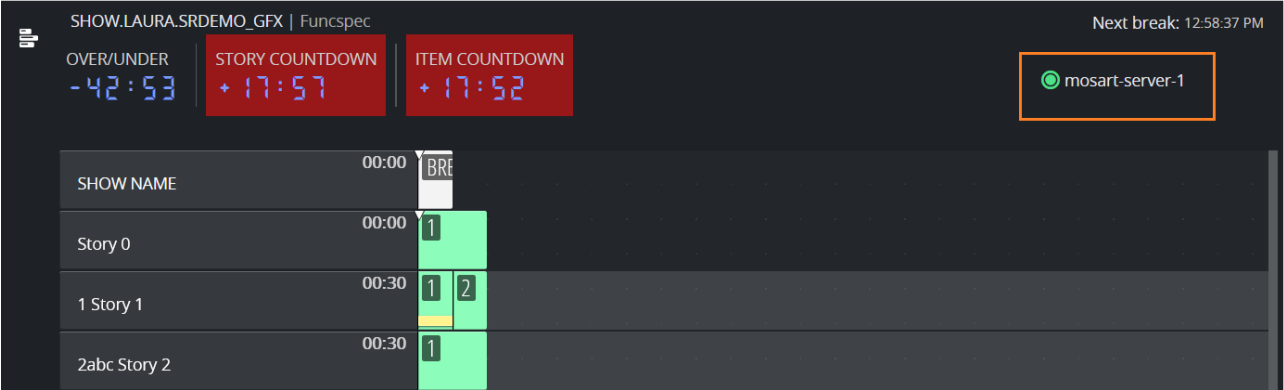 SHOW.LAURA.SRDEMO_GFX | Funcspec
Next break: 12:58:37 PM
OVER/UNDER
STORY COUNTDOWN
ITEM COUNTDOWN
-42:53
+ 17:57
+ 17:52
mosart-server-1
SHOW NAME
00:00
BRE
Story 0
00:00
1
1 Story 1
00:30
1
2
2abc Story 2
00:30
1